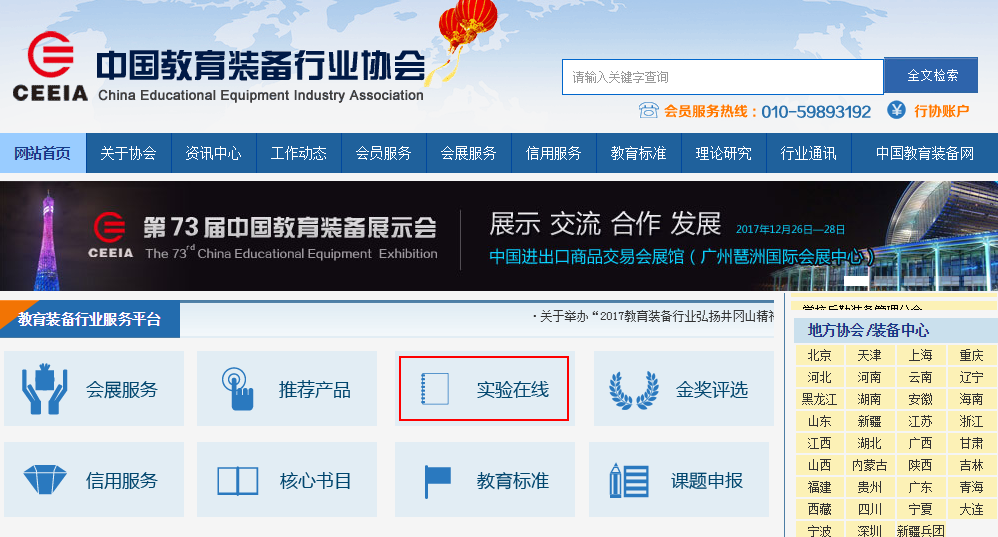 中国教育装备行业协会
CEEIA China Educational Equipment Industry Association
请输入关键字查询
全文检索
会员服务热线：010-59893192
行协账户
网站首页 关于协会 资讯中心 工作动态 会员服务 会展服务 信用服务 教育标准 理论研究 行业通讯 中国教育装备网
CEEIA
第73届中国教育装备展示会
The 73rd China Educational Equipment Exhibition
展示 交流 合作 发展 2017年12月26日—28日
中国进出口商品交易会展馆（广州琶洲国际会展中心）
教育装备行业服务平台
·关于举办“2017教育装备行业弘扬井冈山精神
会展服务 推荐产品 实验在线 金奖评选
信用服务 核心书目 教育标准 课题申报
地方协会/装备中心
北京 天津 上海 重庆
河北 河南 云南 辽宁
黑龙江 湖南 安徽 海南
山东 新疆 江苏 浙江
江西 湖北 广西 甘肃
山西 内蒙古 陕西 吉林
福建 贵州 广东 青海
西藏 四川 宁夏 大连
宁波 深圳 新疆兵团